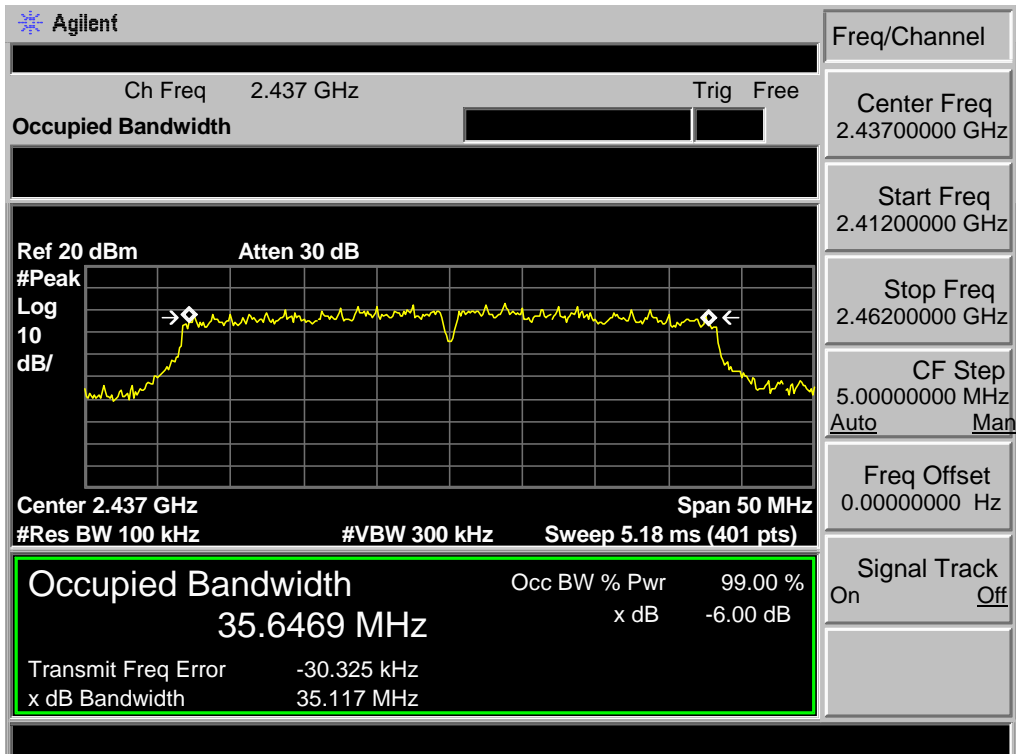 Agilent
Freq/Channel
Ch Freq 2.437 GHz Trig Free
Occupied Bandwidth
Center Freq
2.43700000 GHz
Start Freq
2.41200000 GHz
Ref 20 dBm Atten 30 dB
#Peak
Log
10
dB/
Stop Freq
2.46200000 GHz
CF Step
5.00000000 MHz
Auto Man
Center 2.437 GHz Span 50 MHz
#Res BW 100 kHz #VBW 300 kHz Sweep 5.18 ms (401 pts)
Freq Offset
0.00000000 Hz
Occupied Bandwidth Occ BW % Pwr 99.00 %
35.6469 MHz x dB -6.00 dB
Transmit Freq Error -30.325 kHz
x dB Bandwidth 35.117 MHz
Signal Track
On Off